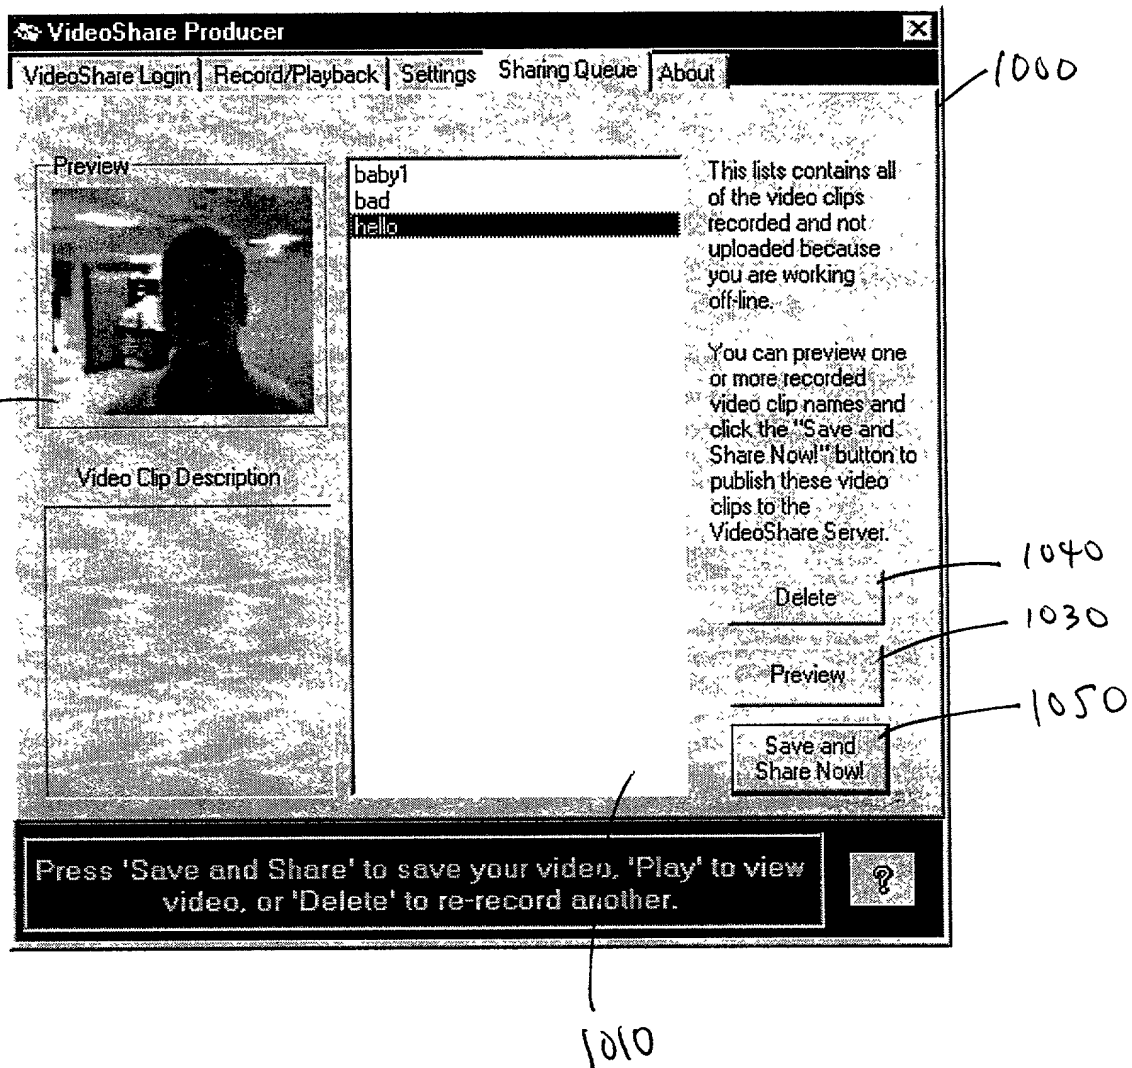 VideoShare Producer
VideoShare Login Record/Playback Settings Sharing Queue About
1000
Preview
baby1
bad
hello
This lists contains all
of the video clips
recorded and not
uploaded because
you are working
off-line.
You can preview one
or more recorded
video clip names and
click the "Save and
Share Now!" button to
publish these video
clips to the
VideoShare Server.
Video Clip Description
1040
Delete
1030
Preview
1050
Save and
Share Now!
Press 'Save and Share' to save your video, 'Play' to view
video, or 'Delete' to re-record another.
?
1010